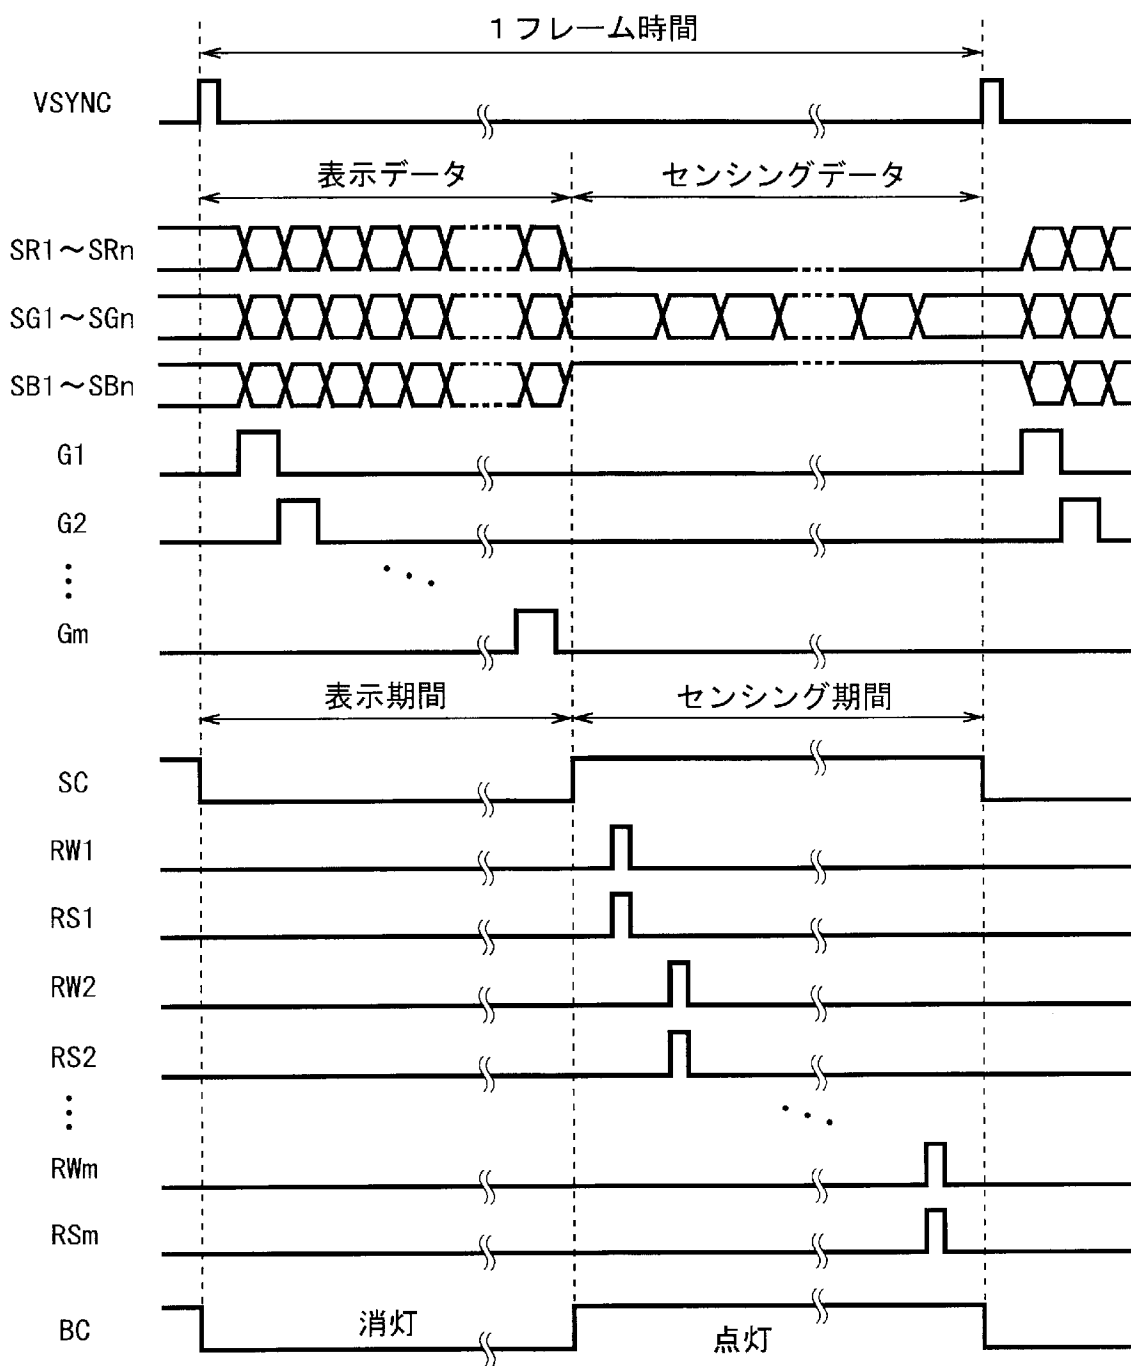 1フレーム時間
VSYNC
表示データ
センシングデータ
SR1～SRn
SG1～SGn
SB1～SBn
G1
G2
Gm
表示期間
センシング期間
SC
RW1
RS1
RW2
RS2
RWm
RSm
BC
消灯
点灯